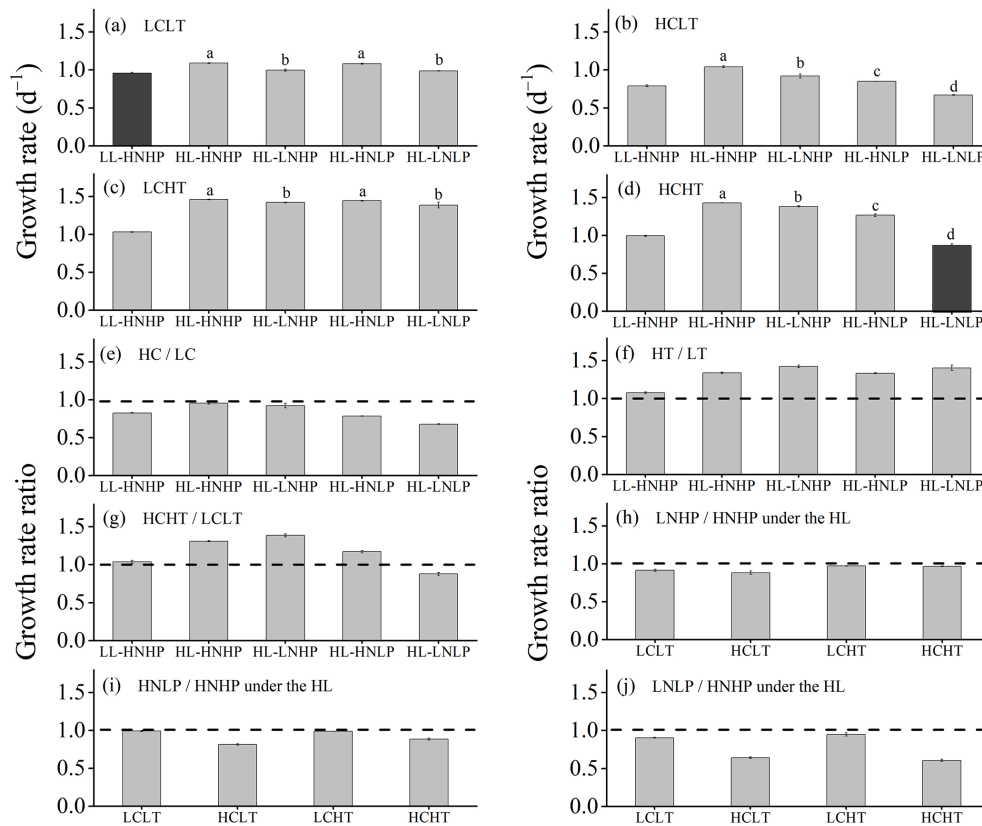 (a) LCLT
1.5
1.0
0.5
0.0
a
b
a
b
LL-HNHP HL-HNHP HL-LNHP HL-HNLP HL-LNLP
Growth rate (d⁻¹)
(b) HCLT
1.5
1.0
0.5
0.0
a
b
c
d
LL-HNHP HL-HNHP HL-LNHP HL-HNLP HL-LNLP
Growth rate (d⁻¹)
(c) LCHT
1.5
1.0
0.5
0.0
a
b
a
b
LL-HNHP HL-HNHP HL-LNHP HL-HNLP HL-LNLP
(d) HCHT
1.5
1.0
0.5
0.0
a
b
c
d
LL-HNHP HL-HNHP HL-LNHP HL-HNLP HL-LNLP
(e) HC / LC
1.5
1.0
0.5
0.0
LL-HNHP HL-HNHP HL-LNHP HL-HNLP HL-LNLP
(f) HT / LT
1.5
1.0
0.5
0.0
LL-HNHP HL-HNHP HL-LNHP HL-HNLP HL-LNLP
Growth rate ratio
(g) HCHT / LCLT
1.5
1.0
0.5
0.0
LL-HNHP HL-HNHP HL-LNHP HL-HNLP HL-LNLP
Growth rate ratio
(h) LNHP / HNHP under the HL
1.5
1.0
0.5
0.0
LCLT HCLT LCHT HCHT
(i) HNLP / HNHP under the HL
1.5
1.0
0.5
0.0
LCLT HCLT LCHT HCHT
(j) LNLP / HNHP under the HL
1.5
1.0
0.5
0.0
LCLT HCLT LCHT HCHT